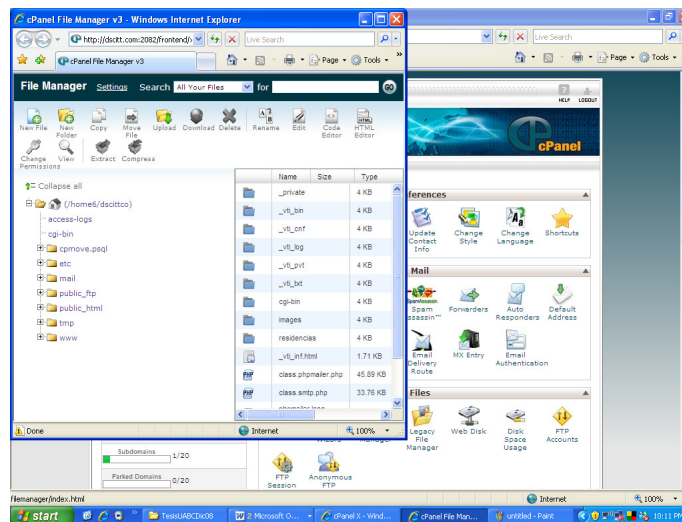 cPanel File Manager v3 - Windows Internet Explorer
http://dscitt.com:2082/frontend/
Live Search
Live Search
cPanel File Manager v3
Page
Tools
»
Page
Tools
File Manager
Settings
Search
All Your Files
for
GO
New File
New Folder
Copy
Move File
Upload
Download
Delete
Rename
Edit
Code Editor
HTML Editor
Change Permissions
View
Extract
Compress
Collapse all
(/home6/dscittco)
access-logs
cgi-bin
cpmove.psql
etc
mail
public_ftp
public_html
tmp
www
Name Size Type
_private 4 KB
_vti_bin 4 KB
_vti_cnf 4 KB
_vti_log 4 KB
_vti_pvt 4 KB
_vti_txt 4 KB
cgi-bin 4 KB
images 4 KB
residencias 4 KB
_vti_inf.html 1.71 KB
class.phpmailer.php 45.89 KB
class.smtp.php 33.76 KB
Done
Internet
100%
HELP LOGOUT
cPanel
ferences
Update Contact Info
Change Style
Change Language
Shortcuts
Mail
SpamAssassin
Spam
ssassin™
Forwarders
Auto Responders
Default Address
Email Delivery Route
MX Entry
Email Authentication
Files
Legacy File Manager
Web Disk
Disk Space Usage
FTP Accounts
FTP Session
Anonymous FTP
Subdomains 1/20
Parked Domains 0/20
filemanager/index.html
Internet
100%
start
TesisUABCDic08
2 Microsoft O...
cPanel X - Wind...
cPanel File Man...
untitled - Paint
10:11 PM